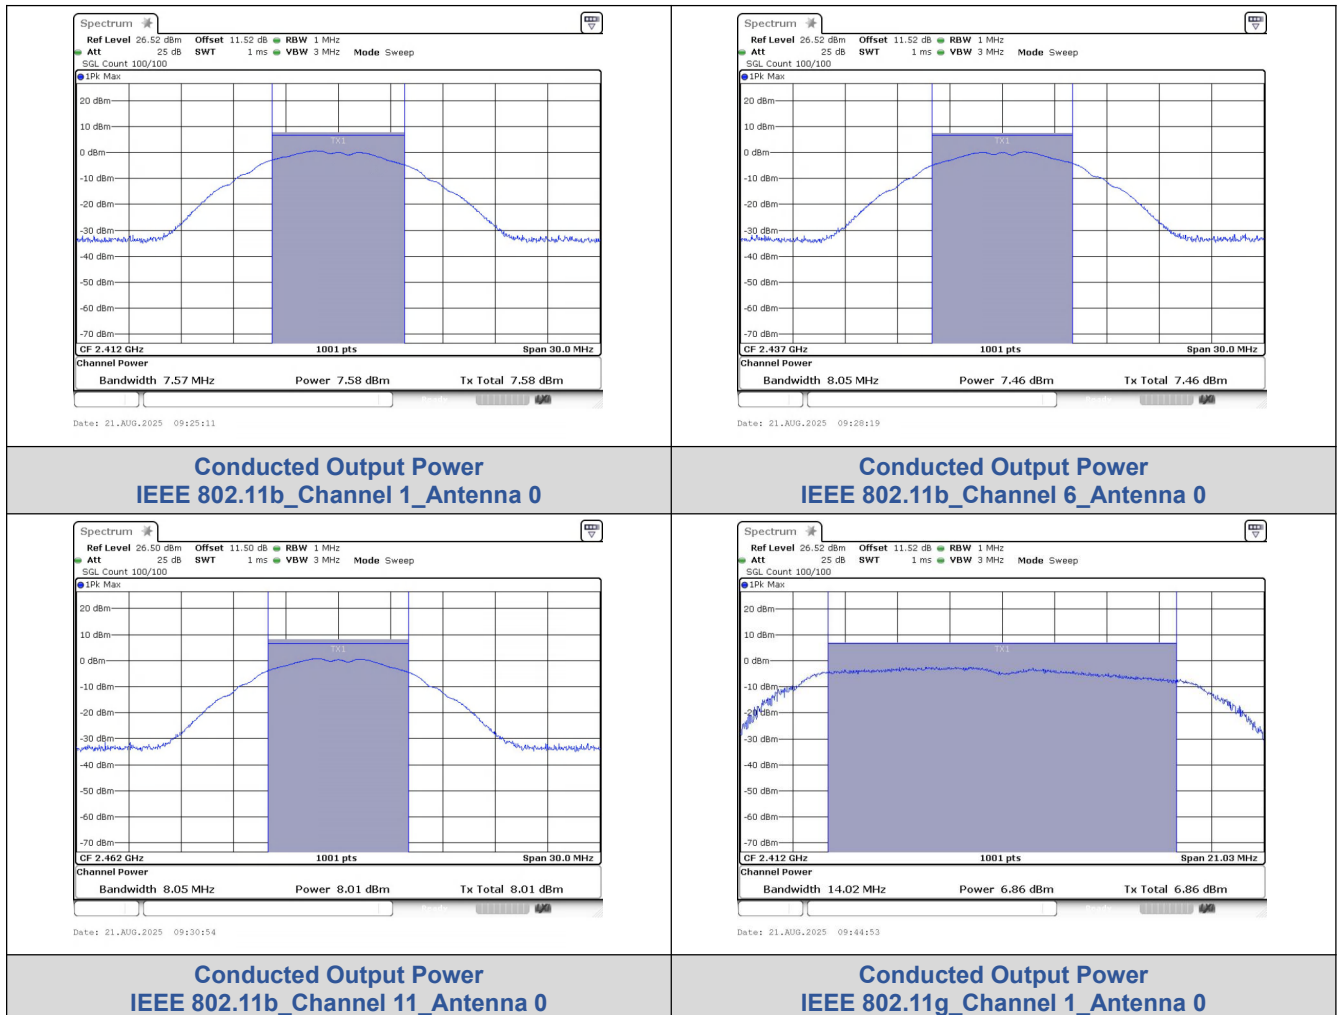 Spectrum
Ref Level 26.52 dBm Offset 11.52 dB RBW 1 MHz
Att 25 dB SWT 1 ms VBW 3 MHz Mode Sweep
SGL Count 100/100
1Pk Max
20 dBm
10 dBm
TX1
0 dBm
-10 dBm
-20 dBm
-30 dBm
-40 dBm
-50 dBm
-60 dBm
-70 dBm
CF 2.412 GHz 1001 pts Span 30.0 MHz
Channel Power
Bandwidth 7.57 MHz Power 7.58 dBm Tx Total 7.58 dBm
Date: 21.AUG.2025 09:25:11
Conducted Output Power
IEEE 802.11b_Channel 1_Antenna 0
Spectrum
Ref Level 26.52 dBm Offset 11.52 dB RBW 1 MHz
Att 25 dB SWT 1 ms VBW 3 MHz Mode Sweep
SGL Count 100/100
1Pk Max
20 dBm
10 dBm
TX1
0 dBm
-10 dBm
-20 dBm
-30 dBm
-40 dBm
-50 dBm
-60 dBm
-70 dBm
CF 2.437 GHz 1001 pts Span 30.0 MHz
Channel Power
Bandwidth 8.05 MHz Power 7.46 dBm Tx Total 7.46 dBm
Date: 21.AUG.2025 09:28:19
Conducted Output Power
IEEE 802.11b_Channel 6_Antenna 0
Spectrum
Ref Level 26.50 dBm Offset 11.50 dB RBW 1 MHz
Att 25 dB SWT 1 ms VBW 3 MHz Mode Sweep
SGL Count 100/100
1Pk Max
20 dBm
10 dBm
TX1
0 dBm
-10 dBm
-20 dBm
-30 dBm
-40 dBm
-50 dBm
-60 dBm
-70 dBm
CF 2.462 GHz 1001 pts Span 30.0 MHz
Channel Power
Bandwidth 8.05 MHz Power 8.01 dBm Tx Total 8.01 dBm
Date: 21.AUG.2025 09:30:54
Conducted Output Power
IEEE 802.11b_Channel 11_Antenna 0
Spectrum
Ref Level 26.52 dBm Offset 11.52 dB RBW 1 MHz
Att 25 dB SWT 1 ms VBW 3 MHz Mode Sweep
SGL Count 100/100
1Pk Max
20 dBm
10 dBm
TX1
0 dBm
-10 dBm
-20 dBm
-30 dBm
-40 dBm
-50 dBm
-60 dBm
-70 dBm
CF 2.412 GHz 1001 pts Span 21.03 MHz
Channel Power
Bandwidth 14.02 MHz Power 6.86 dBm Tx Total 6.86 dBm
Date: 21.AUG.2025 09:44:53
Conducted Output Power
IEEE 802.11g_Channel 1_Antenna 0